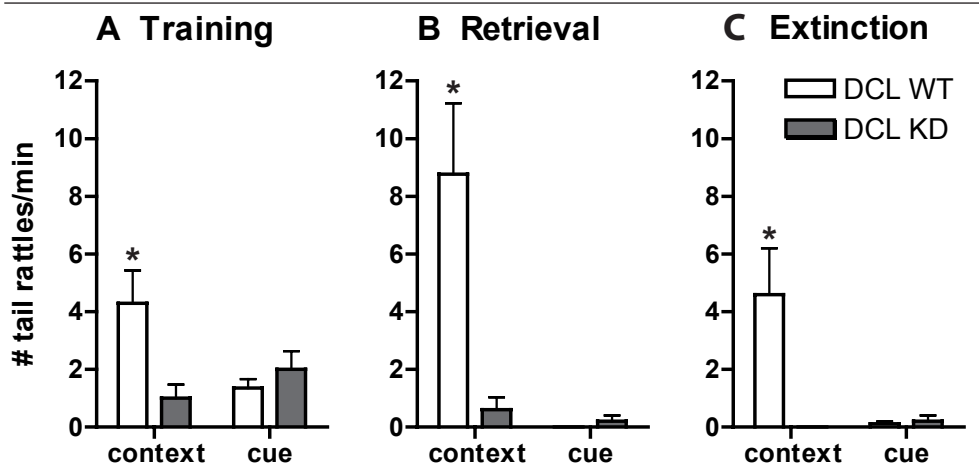 A Training
B Retrieval
C Extinction
# tail rattles/min
12
10
8
6
4
2
0
*
context
cue
12
10
8
6
4
2
0
*
context
cue
12
10
8
6
4
2
0
*
DCL WT
DCL KD
context
cue